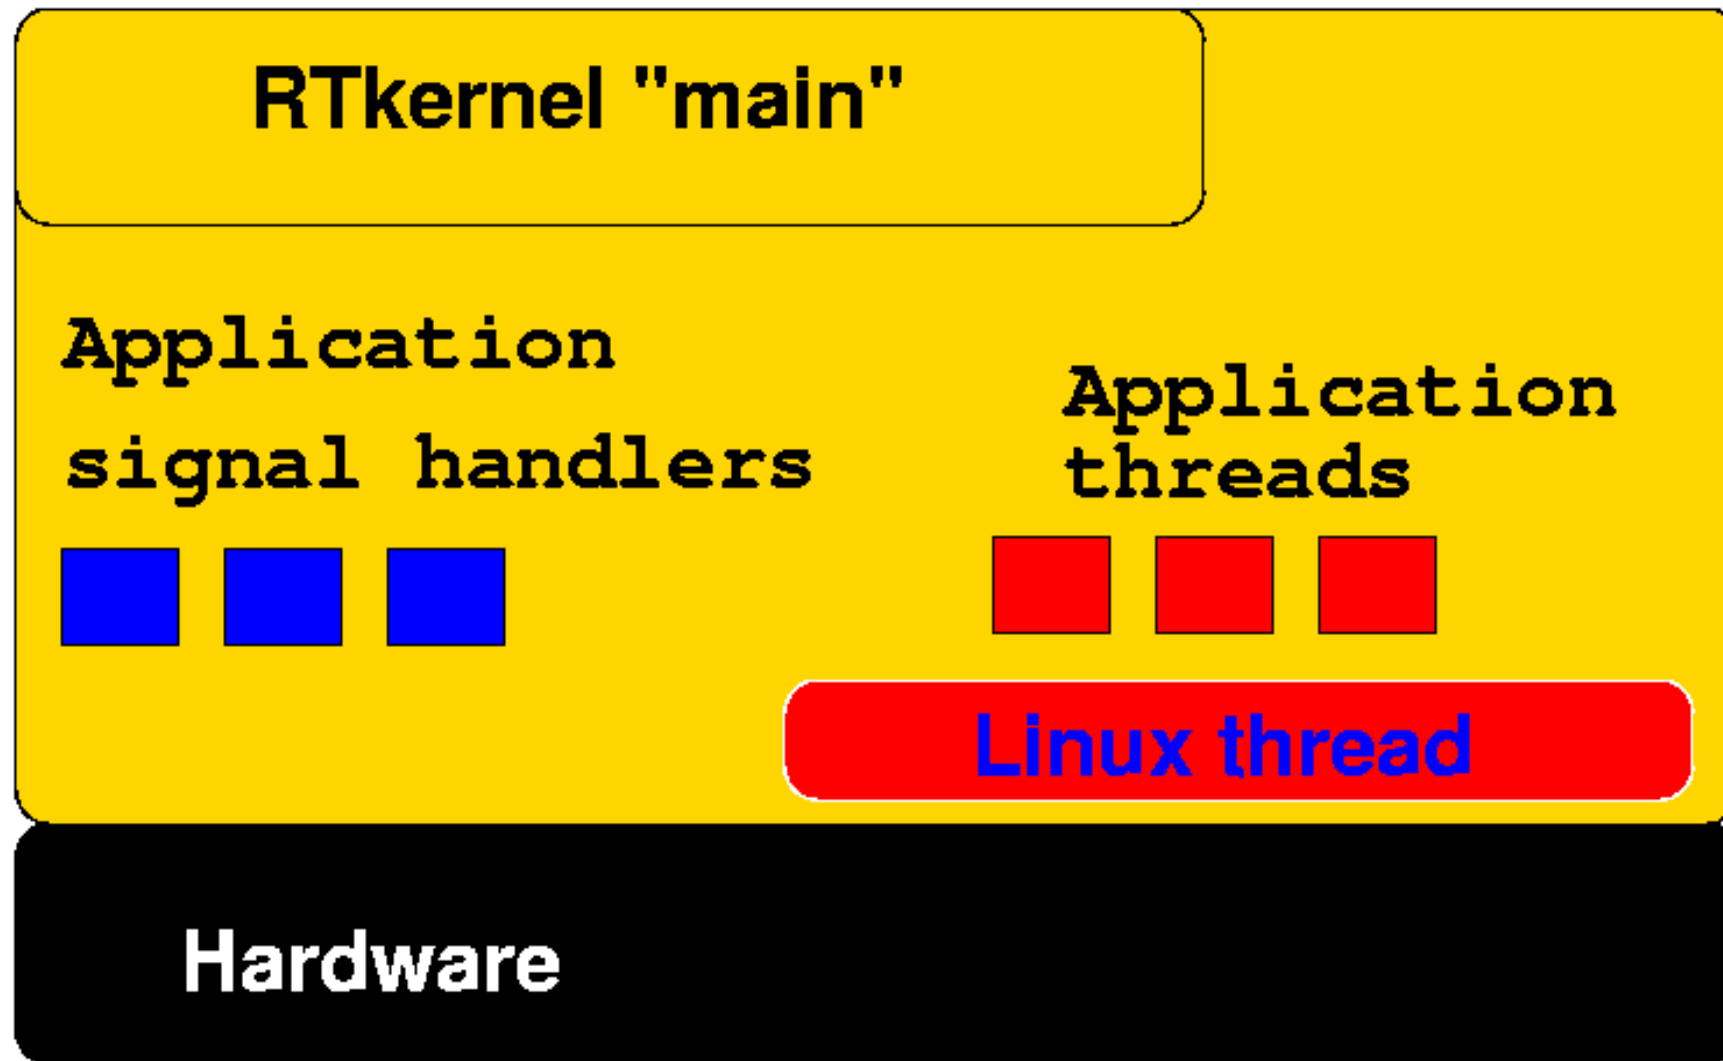 RTkernel "main"
Application
signal handlers
Application
threads
Linux thread
Hardware